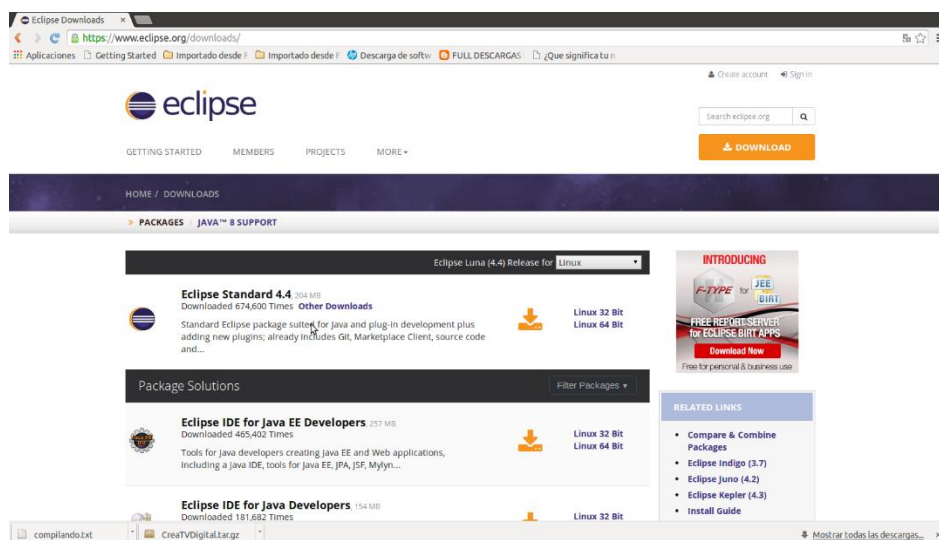 Eclipse Downloads
https://www.eclipse.org/downloads/
Aplicaciones Getting Started Importado desde F Importado desde F Descarga de softw FULL DESCARGAS ¿Que significa tu n
Create account Sign in
eclipse
Search eclipse.org
GETTING STARTED MEMBERS PROJECTS MORE
DOWNLOAD
HOME / DOWNLOADS
> PACKAGES / JAVA™ 8 SUPPORT
Eclipse Luna (4.4) Release for Linux
Eclipse Standard 4.4, 204 MB
Downloaded 674,600 Times Other Downloads
Standard Eclipse package suited for Java and plug-in development plus
adding new plugins; already includes Git, Marketplace Client, source code
and...
Linux 32 Bit
Linux 64 Bit
Package Solutions
Filter Packages
Eclipse IDE for Java EE Developers, 257 MB
Downloaded 465,402 Times
Tools for Java developers creating Java EE and Web applications,
including a Java IDE, tools for Java EE, JPA, JSF, Mylyn...
Linux 32 Bit
Linux 64 Bit
Eclipse IDE for Java Developers, 154 MB
Downloaded 181,682 Times
Linux 32 Bit
INTRODUCING
F-TYPE for JEE
BIRT
FREE REPORT SERVER
for ECLIPSE BIRT APPS
Download Now
Free for personal & business use
RELATED LINKS
• Compare & Combine
Packages
• Eclipse Indigo (3.7)
• Eclipse Juno (4.2)
• Eclipse Kepler (4.3)
• Install Guide
compilando.txt
CreaTVDigital.tar.gz
Mostrar todas las descargas...